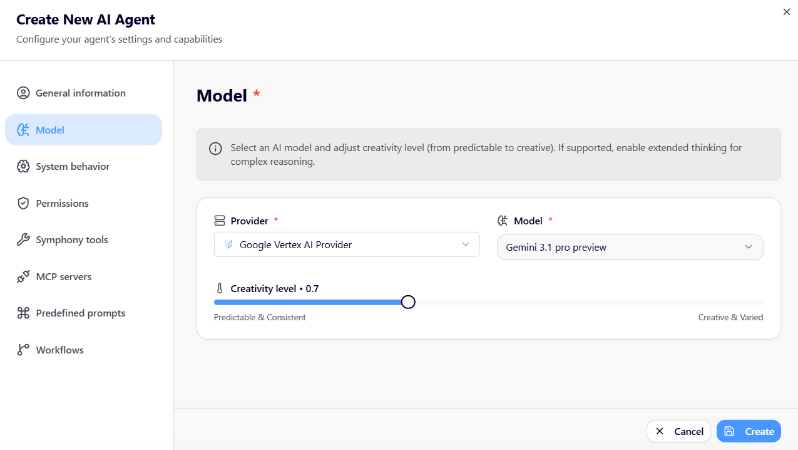 Create New AI Agent
Configure your agent's settings and capabilities
General information
Model
System behavior
Permissions
Symphony tools
MCP servers
Predefined prompts
Workflows
Model *
Select an AI model and adjust creativity level (from predictable to creative). If supported, enable extended thinking for
complex reasoning.
Provider *
Google Vertex AI Provider
Model *
Gemini 3.1 pro preview
Creativity level • 0.7
Predictable & Consistent
Creative & Varied
Cancel
Create